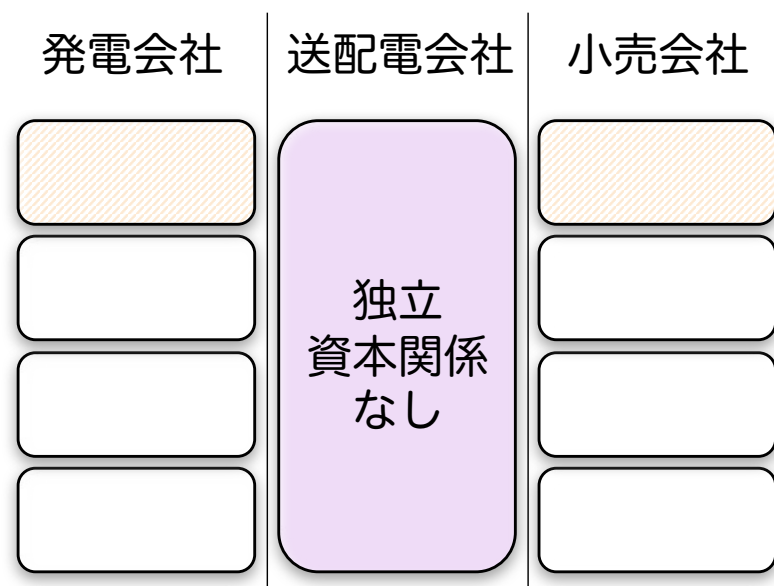 発電会社
送配電会社
小売会社
独立
資本関係
なし